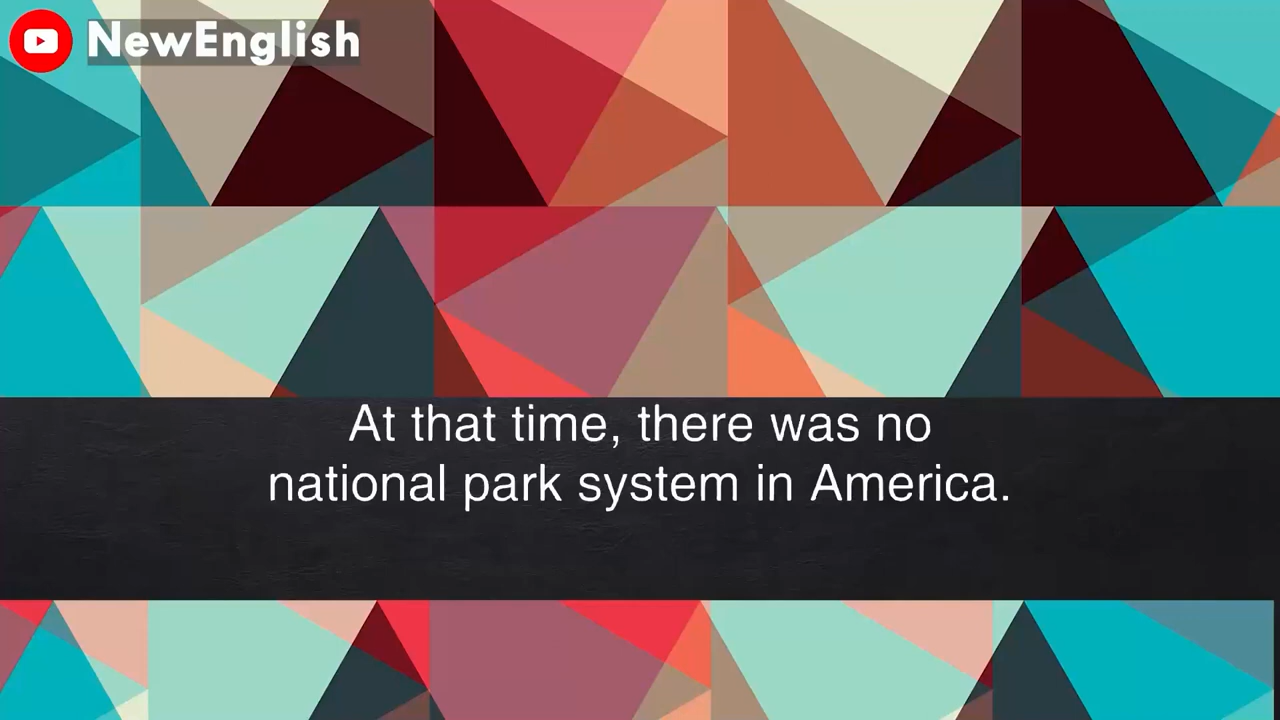 NewEnglish
At that time, there was no
national park system in America.